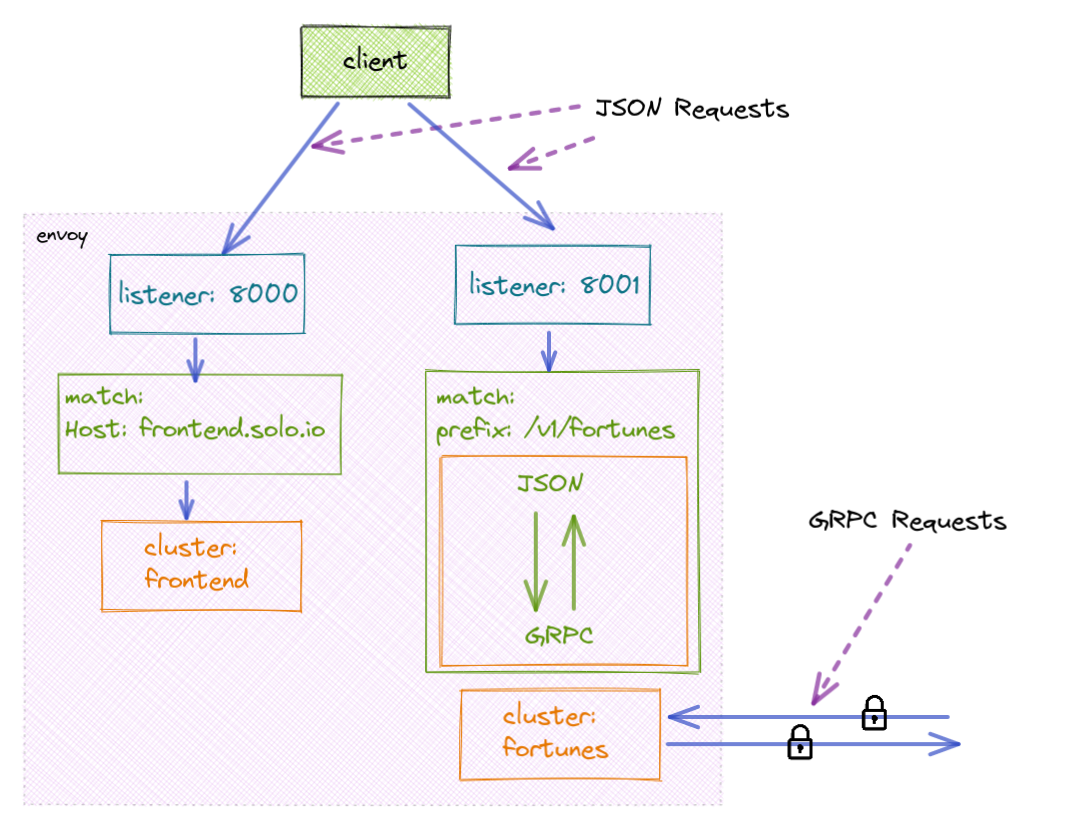 client
JSON Requests
envoy
listener: 8000
listener: 8001
match:
Host: frontend.solo.io
match:
prefix: /v1/fortunes
JSON
GRPC
cluster:
frontend
GRPC Requests
cluster:
fortunes